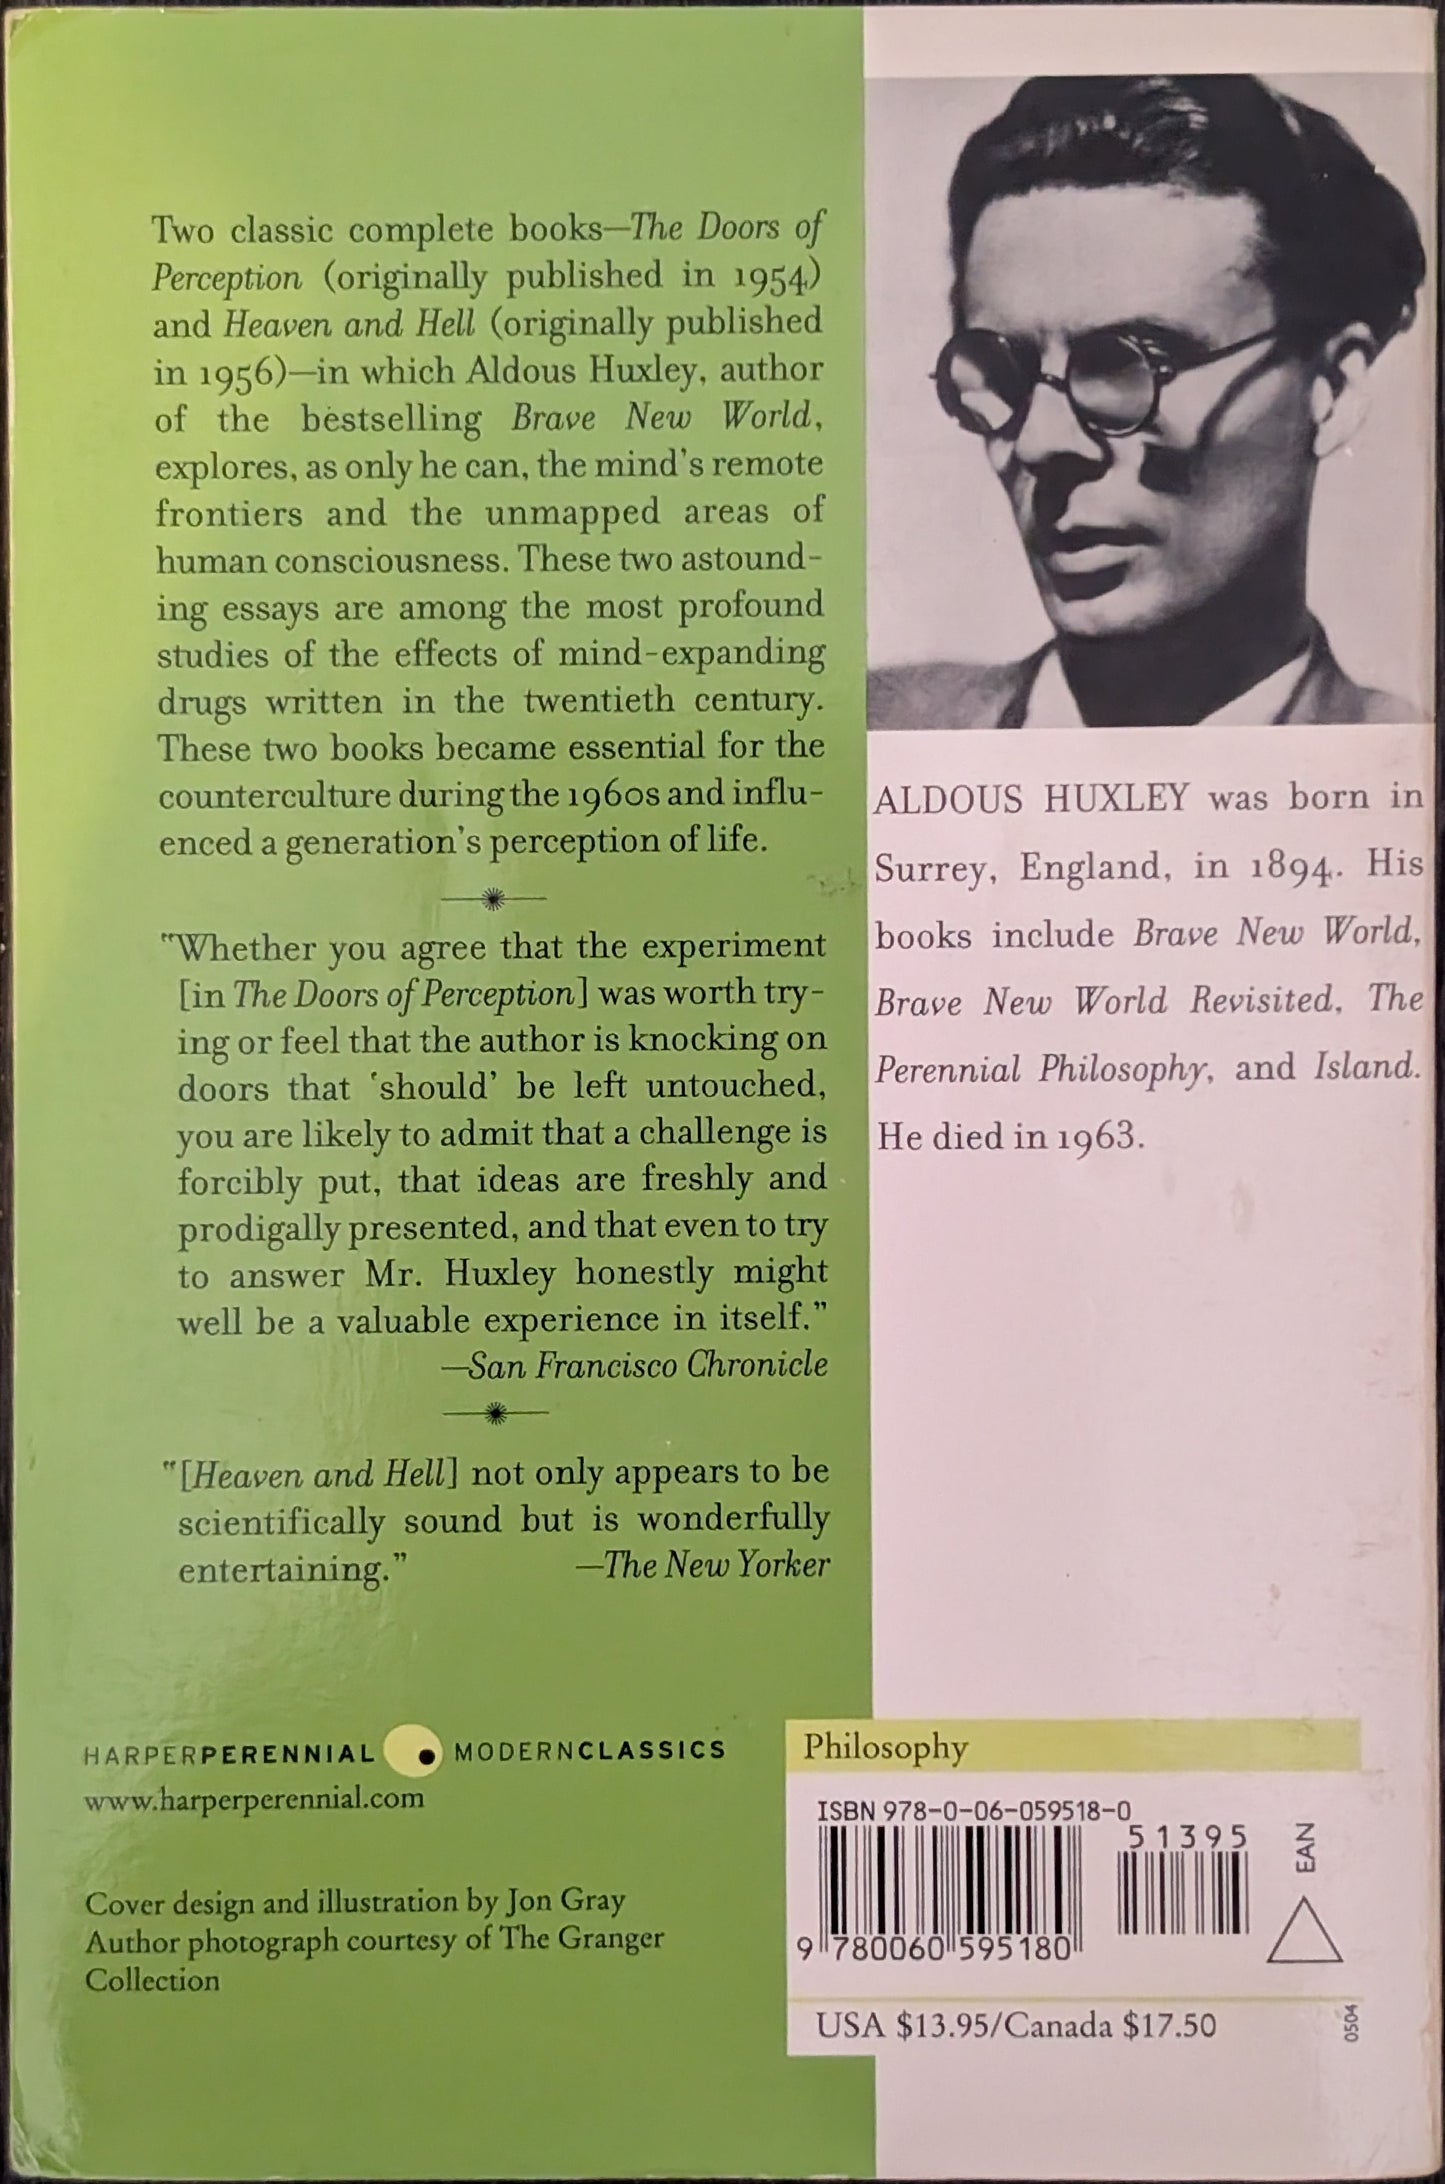 Two classic complete books—The Doors of
Perception (originally published in 1954)
and Heaven and Hell (originally published
in 1956)—in which Aldous Huxley, author
of the bestselling Brave New World,
explores, as only he can, the mind's remote
frontiers and the unmapped areas of
human consciousness. These two astound-
ing essays are among the most profound
studies of the effects of mind-expanding
drugs written in the twentieth century.
These two books became essential for the
counterculture during the 1960s and influ-
enced a generation's perception of life.
"Whether you agree that the experiment
[in The Doors of Perception] was worth try-
ing or feel that the author is knocking on
doors that 'should' be left untouched,
you are likely to admit that a challenge is
forcibly put, that ideas are freshly and
prodigally presented, and that even to try
to answer Mr. Huxley honestly might
well be a valuable experience in itself."
—San Francisco Chronicle
"[Heaven and Hell] not only appears to be
scientifically sound but is wonderfully
entertaining." —The New Yorker
HARPERPERENNIAL MODERNCLASSICS
www.harperperennial.com
Cover design and illustration by Jon Gray
Author photograph courtesy of The Granger
Collection
ALDOUS HUXLEY was born in
Surrey, England, in 1894. His
books include Brave New World,
Brave New World Revisited, The
Perennial Philosophy, and Island.
He died in 1963.
Philosophy
ISBN 978-0-06-059518-0
51395
EAN
9 780060 595180
USA $13.95/Canada $17.50
0504